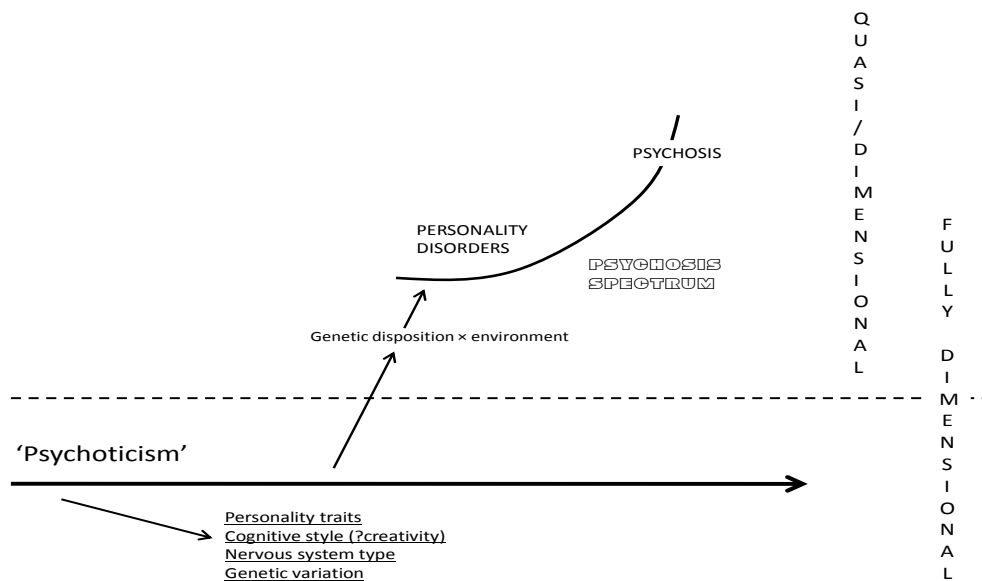 QUASI/DIMENSIONAL
FULLY DIMENSIONAL
PSYCHOSIS
PERSONALITY
DISORDERS
PSYCHOSIS
SPECTRUM
Genetic disposition × environment
‘Psychoticism’
Personality traits
Cognitive style (?creativity)
Nervous system type
Genetic variation